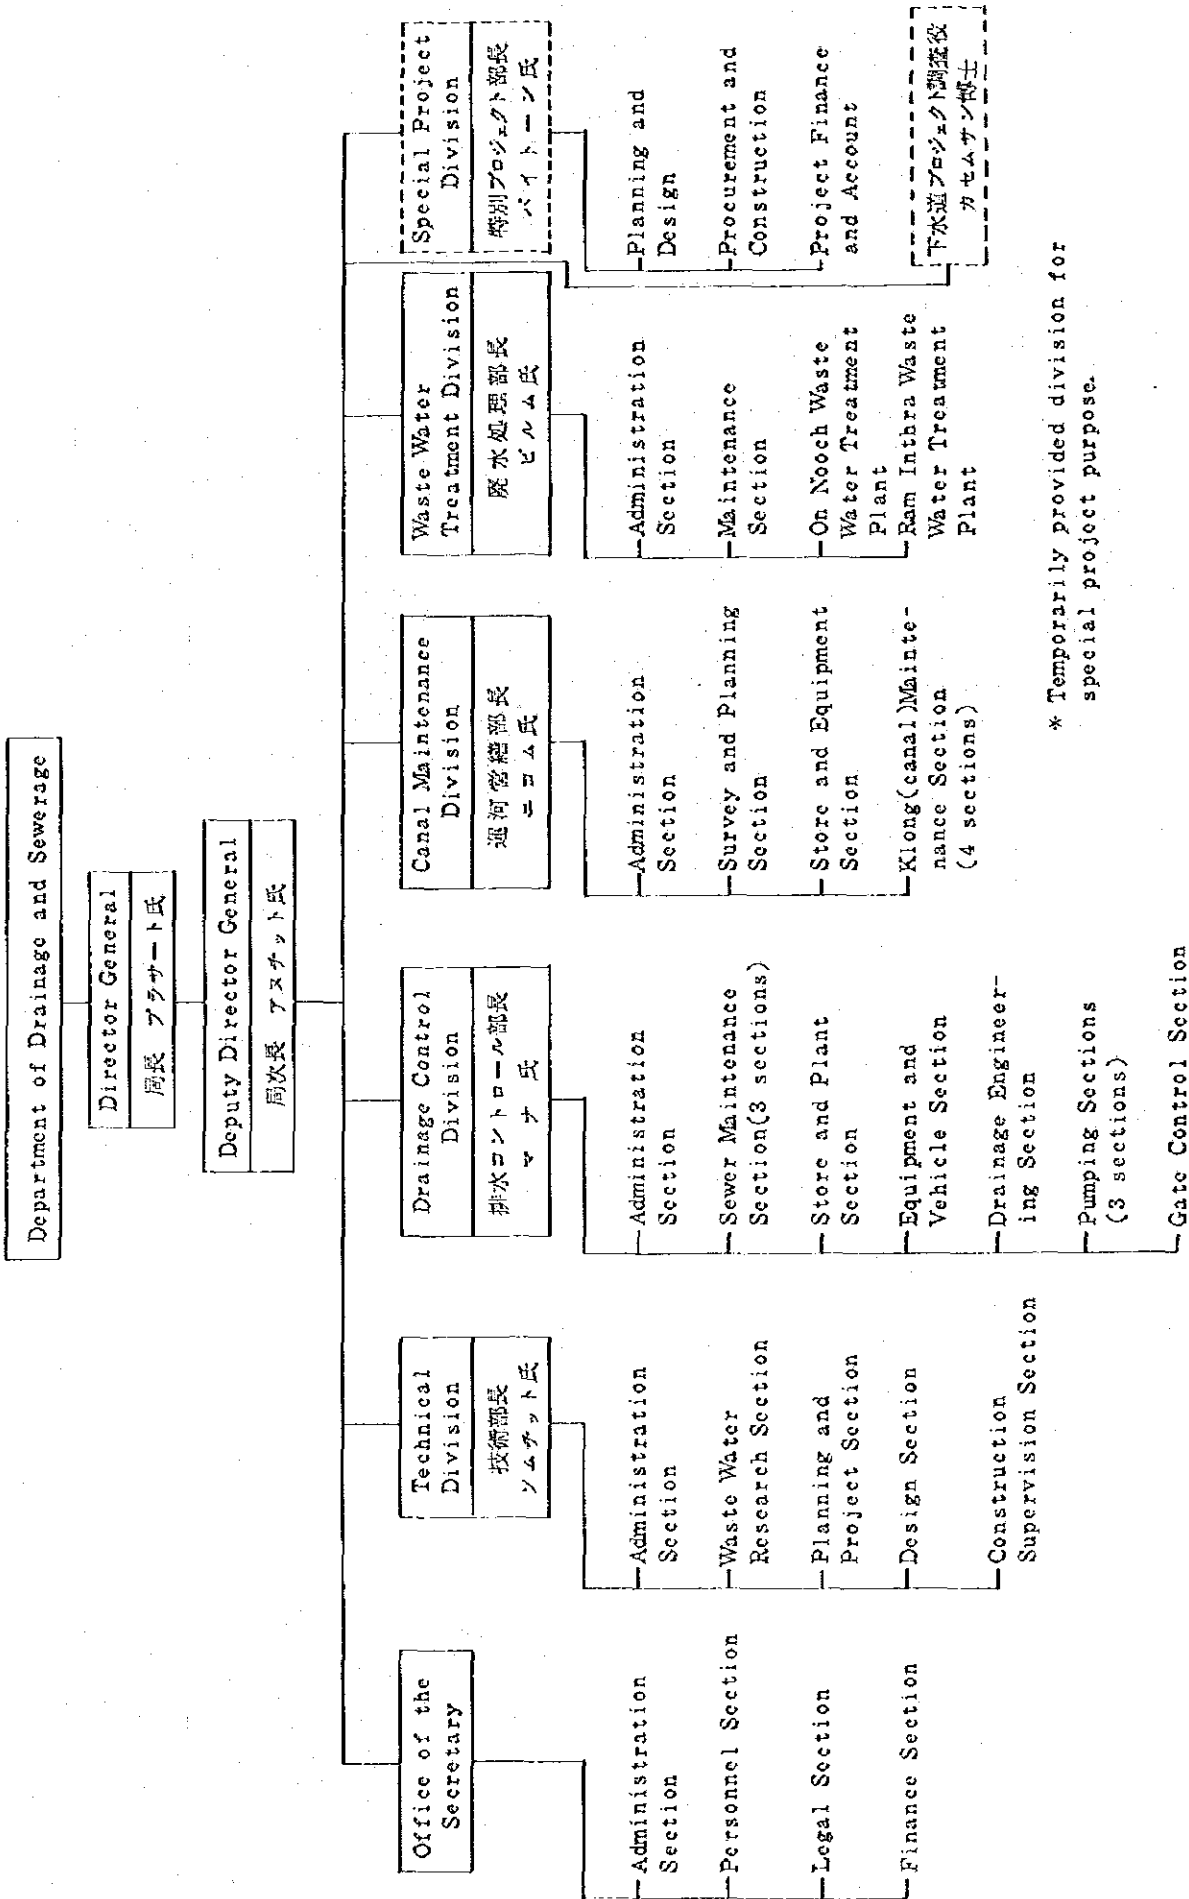 Department of Drainage and Sewerage
Director General
局長 プラサート氏
Deputy Director General
局次長 アスナット氏
Office of the
Secretary
Administration
Section
Personnel Section
Legal Section
Finance Section
Technical
Division
技術部長
ソムチット氏
Administration
Section
Waste Water
Research Section
Planning and
Project Section
Design Section
Construction
Supervision Section
Drainage Control
Division
排水コントロール部長
マナ氏
Administration
Section
Sewer Maintenance
Section(3 sections)
Store and Plant
Section
Equipment and
Vehicle Section
Drainage Engineer-
ing Section
Pumping Sections
(3 sections)
Gate Control Section
Canal Maintenance
Division
運河営繕部長
ニコム氏
Administration
Section
Survey and Planning
Section
Store and Equipment
Section
Klong(canal)Mainte-
nance Section
(4 sections)
Waste Water
Treatment Division
廃水処理部長
ビルム氏
Administration
Section
Maintenance
Section
On Nooch Waste
Water Treatment
Plant
Ram Inthra Waste
Water Treatment
Plant
Special Project
Division
特別プロジェクト部長
パイトーン氏
Planning and
Design
Procurement and
Construction
Project Finance
and Account
下水道プロジェクト調査役
カセムサン博士
* Temporarily provided division for
special project purpose.